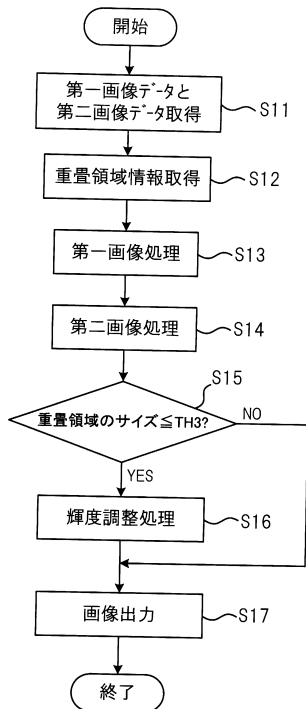 開始
第一画像データと
第二画像データ取得
S11
重畳領域情報取得
S12
第一画像処理
S13
第二画像処理
S14
S15
重畳領域のサイズ≦TH3?
NO
YES
輝度調整処理
S16
画像出力
S17
終了